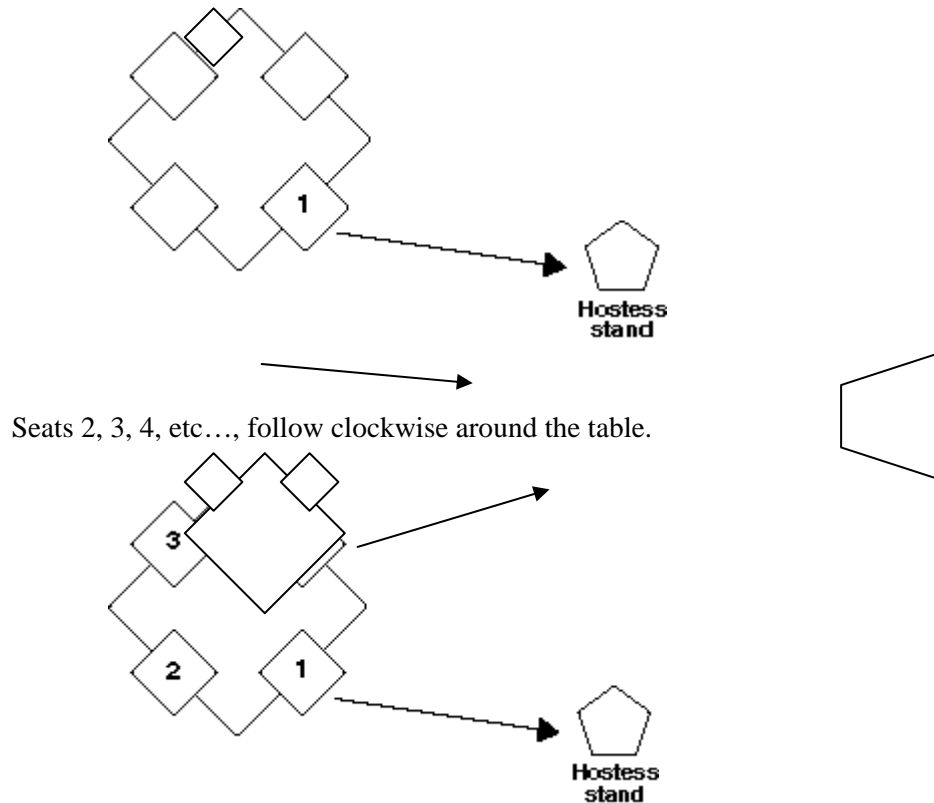 1
Hostess
stand
Seats 2, 3, 4, etc…, follow clockwise around the table.
3
2
1
Hostess
stand